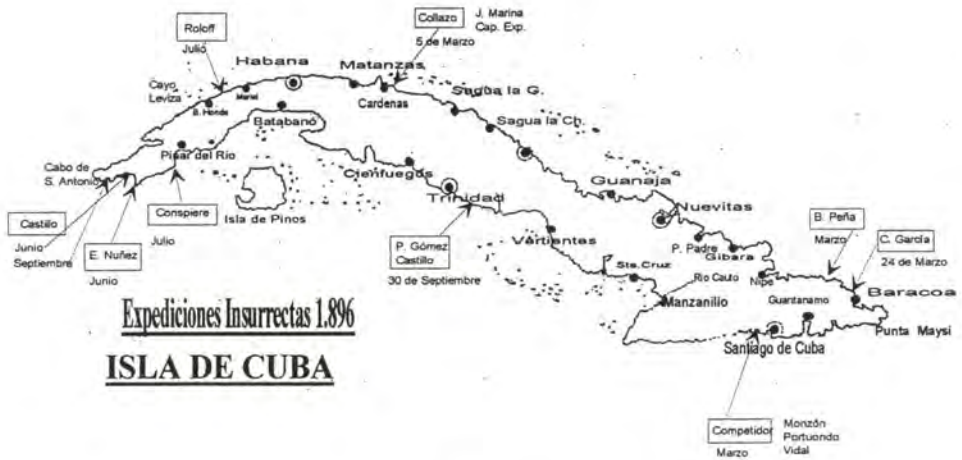 Roloff
Julio
Collazo
5 de Marzo
J. Marina
Cap. Exp.
Habana
Matanzas
Cayo
Leviza
B. Honda
Mariel
Cardenas
Sagua la G.
Batabanó
Sagua la Ch.
Pinar del Rio
Cabo de
S. Antonio
Cienfuegos
Guanaja
Isla de Pinos
Trinidad
Nuevitas
Castillo
Junio
Septiembre
E. Nuñez
Junio
Conspiere
Julio
P. Gómez
Castillo
30 de Septiembre
Vertientes
P. Padre
Gibara
B. Peña
Marzo
C. García
24 de Marzo
Sts. Cruz
Rio Cauto
Nipe
Manzanilio
Guantanamo
Baracoa
Punta Maysi
Santiago de Cuba
Expediciones Insurrectas 1.896
ISLA DE CUBA
Competidor
Marzo
Monzón
Portuondo
Vidal